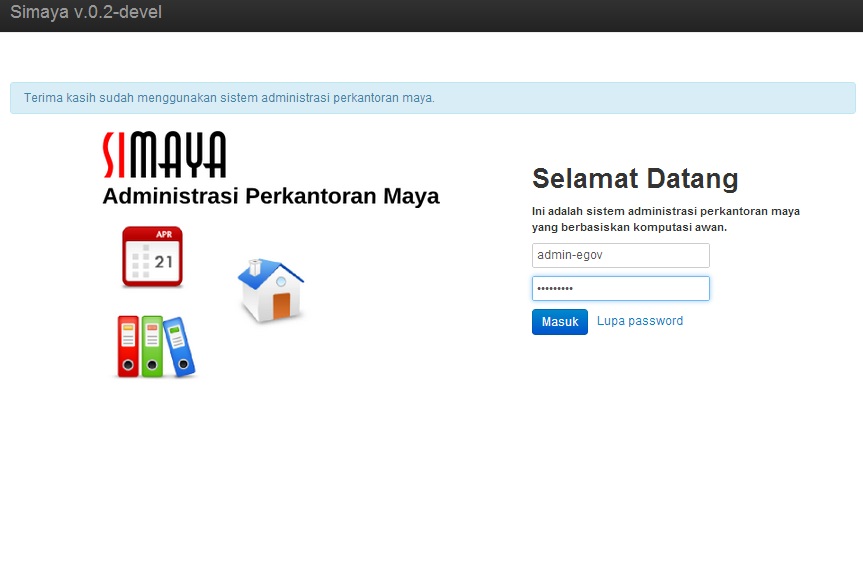 Simaya v.0.2-devel
Terima kasih sudah menggunakan sistem administrasi perkantoran maya.
SIMAYA
Administrasi Perkantoran Maya
APR
21
Selamat Datang
Ini adalah sistem administrasi perkantoran maya
yang berbasiskan komputasi awan.
admin-egov
•••••••••
Masuk Lupa password